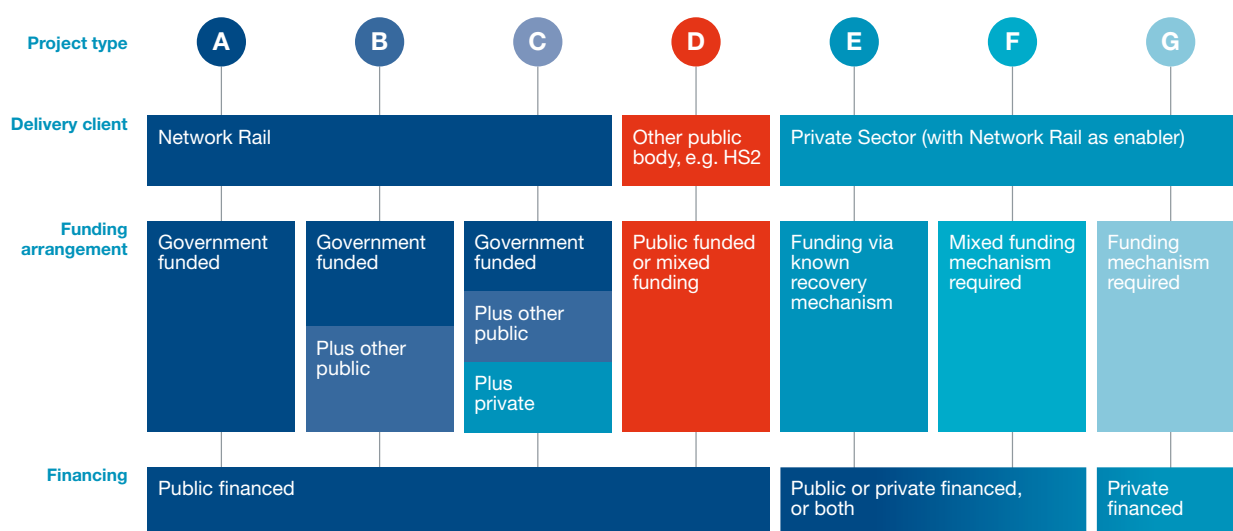 Project type
A
B
C
D
E
F
G
Delivery client
Network Rail
Other public
body, e.g. HS2
Private Sector (with Network Rail as enabler)
Funding
arrangement
Government
funded
Government
funded
Plus other
public
Government
funded
Plus other
public
Plus
private
Public funded
or mixed
funding
Funding via
known
recovery
mechanism
Mixed funding
mechanism
required
Funding
mechanism
required
Financing
Public financed
Public or private financed,
or both
Private
financed